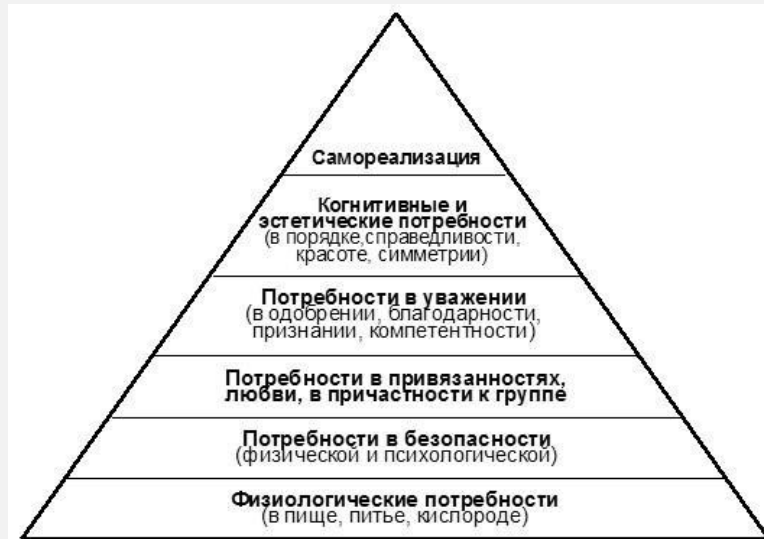 Самореализация
Когнитивные и
эстетические потребности
(в порядке,справедливости,
красоте, симметрии)
Потребности в уважении
(в одобрении, благодарности,
признании, компетентности)
Потребности в привязанностях,
любви, в причастности к группе
Потребности в безопасности
(физической и психологической)
Физиологические потребности
(в пище, питье, кислороде)